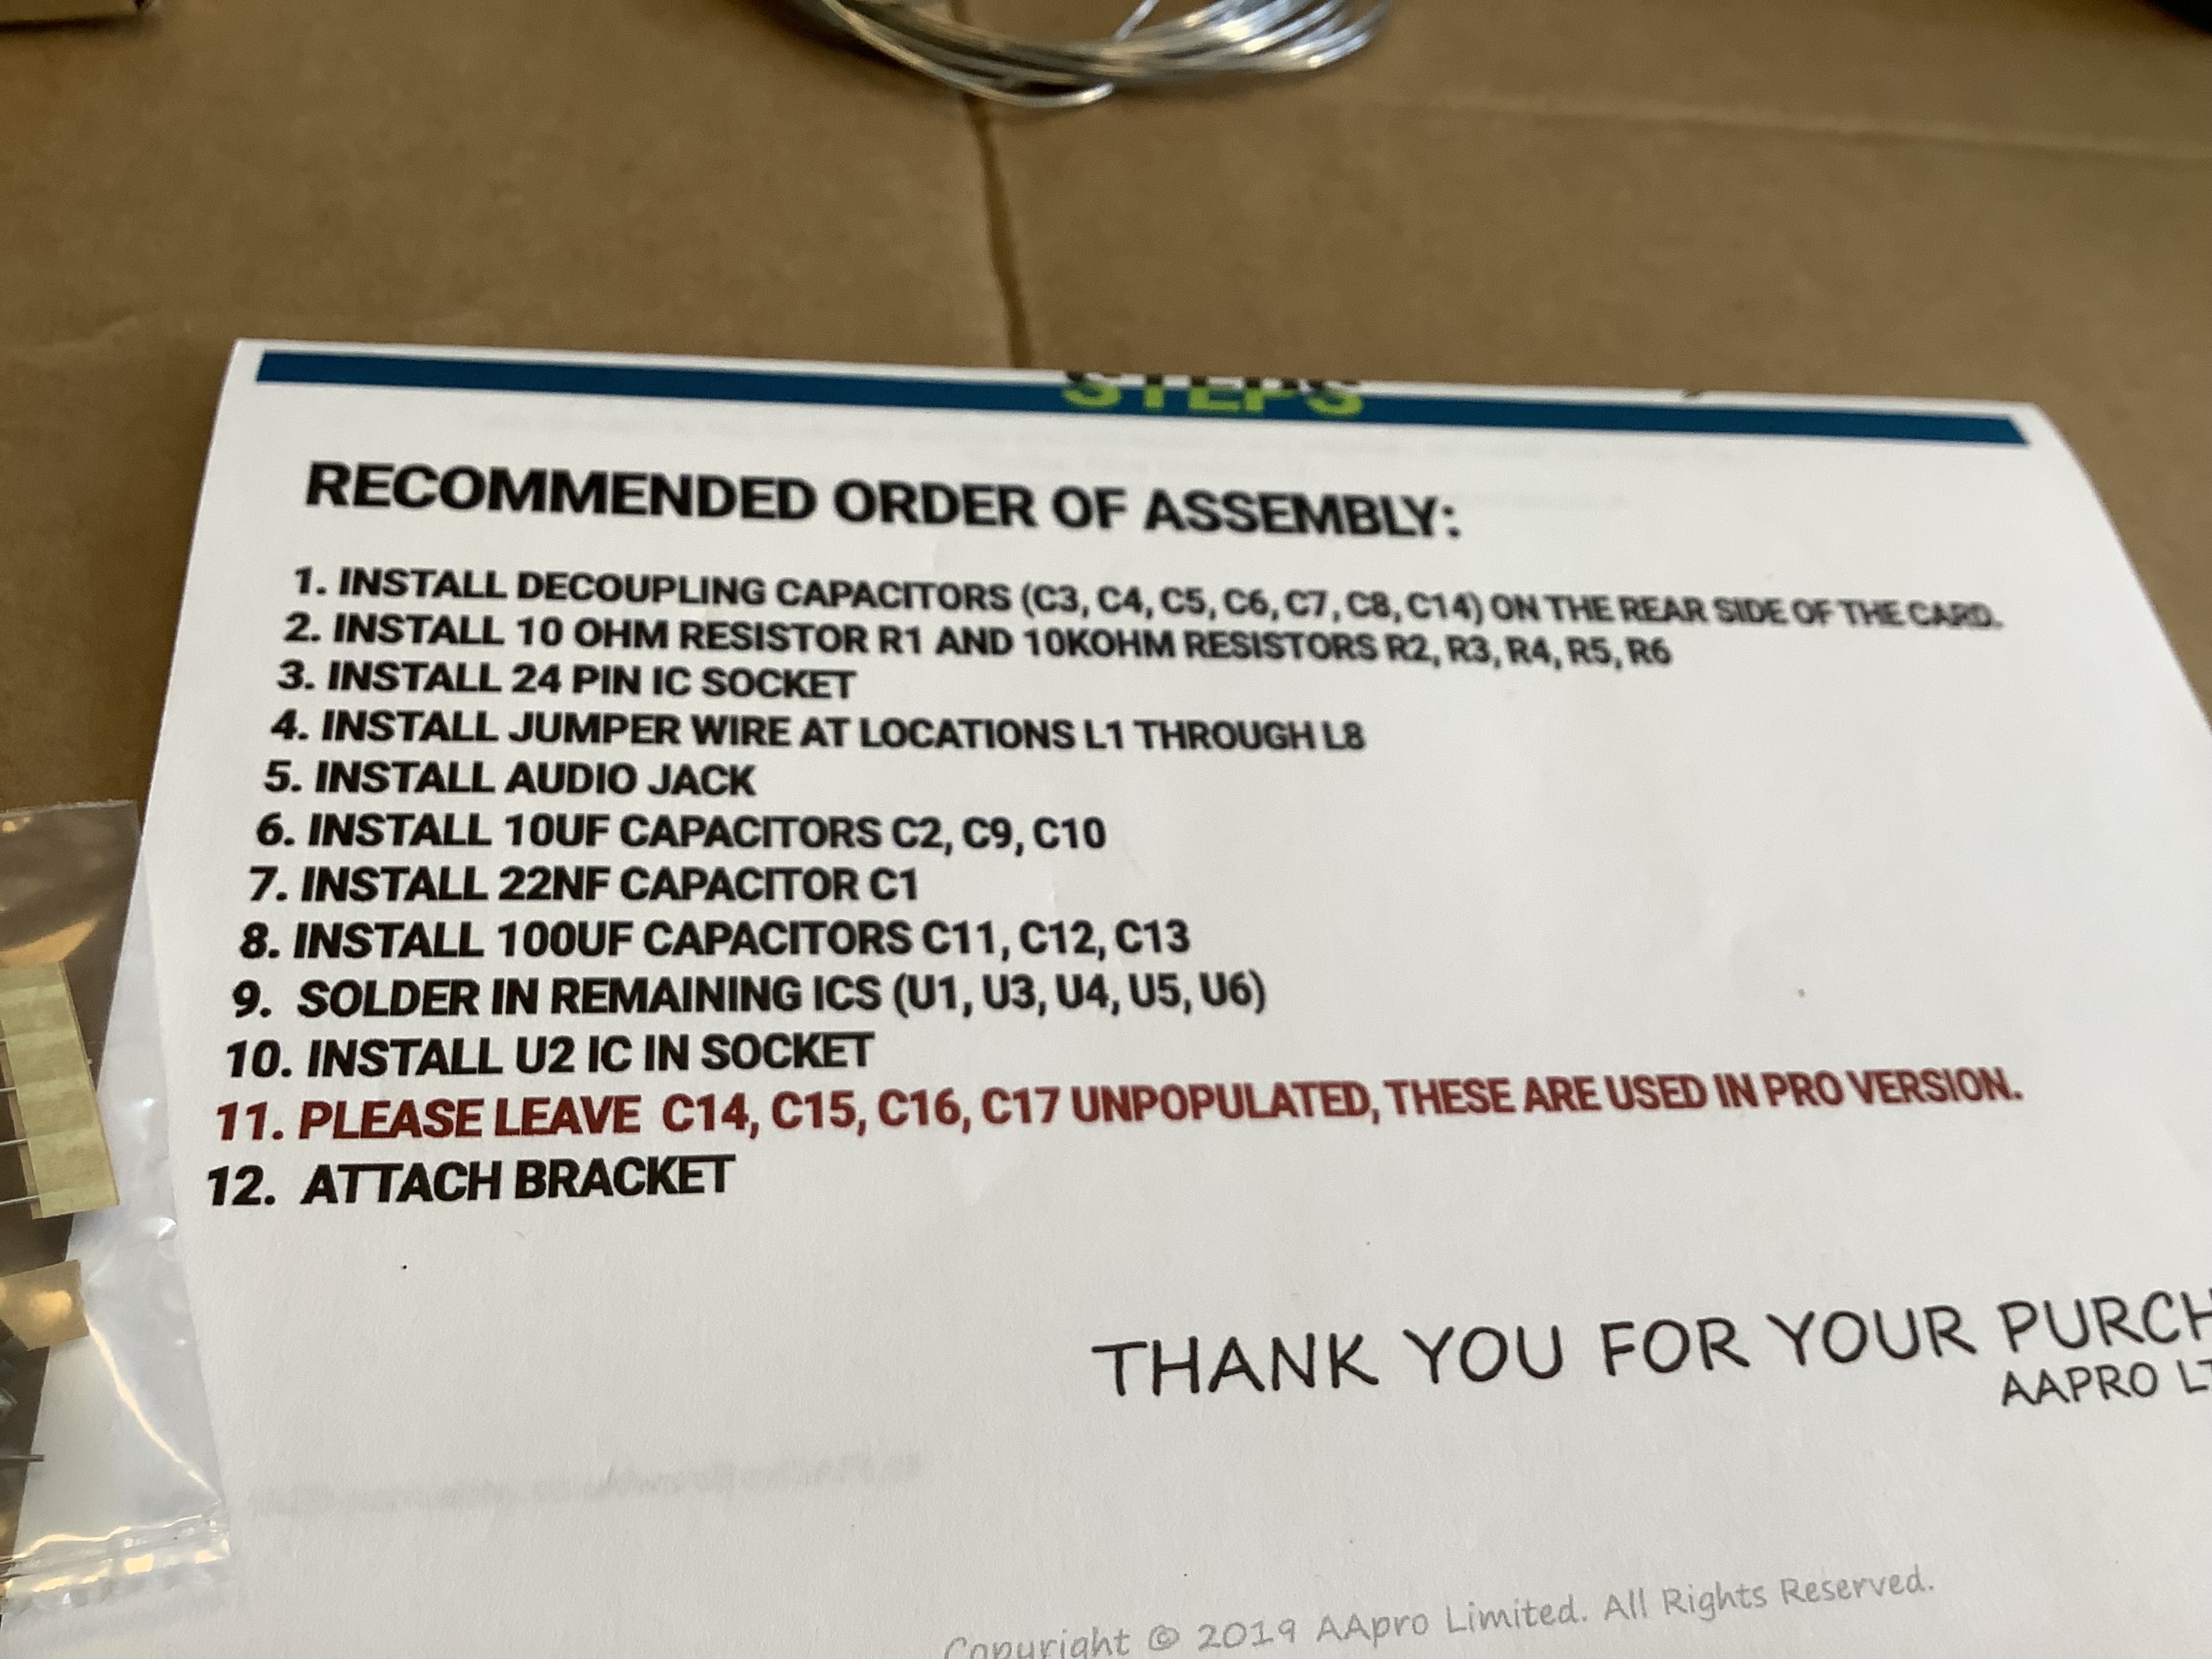 STEPS
RECOMMENDED ORDER OF ASSEMBLY:
1. INSTALL DECOUPLING CAPACITORS (C3, C4, C5, C6, C7, C8, C14) ON THE REAR SIDE OF THE CARD.
2. INSTALL 10 OHM RESISTOR R1 AND 10KOHM RESISTORS R2, R3, R4, R5, R6
3. INSTALL 24 PIN IC SOCKET
4. INSTALL JUMPER WIRE AT LOCATIONS L1 THROUGH L8
5. INSTALL AUDIO JACK
6. INSTALL 10UF CAPACITORS C2, C9, C10
7. INSTALL 22NF CAPACITOR C1
8. INSTALL 100UF CAPACITORS C11, C12, C13
9. SOLDER IN REMAINING ICS (U1, U3, U4, U5, U6)
10. INSTALL U2 IC IN SOCKET
11. PLEASE LEAVE C14, C15, C16, C17 UNPOPULATED, THESE ARE USED IN PRO VERSION.
12. ATTACH BRACKET
THANK YOU FOR YOUR PURCH
AAPRO LT
Copyright © 2019 AApro Limited. All Rights Reserved.